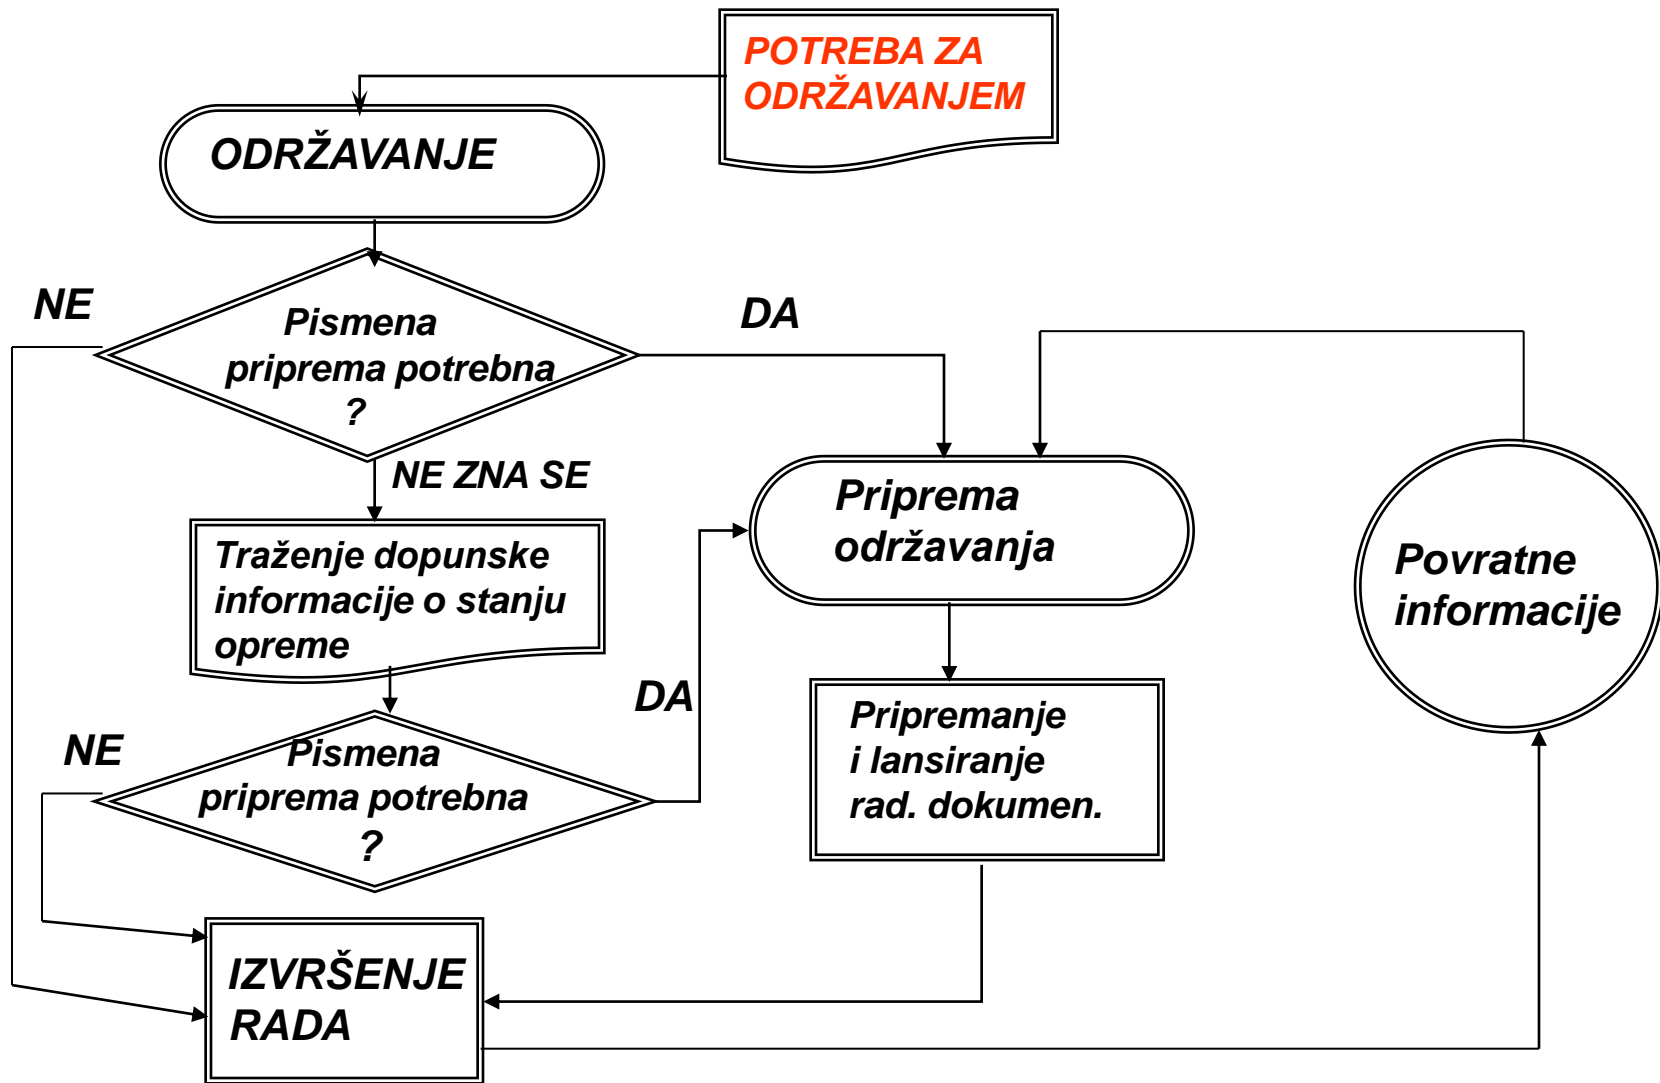 POTREBA ZA
ODRŽAVANJEM
ODRŽAVANJE
NE
Pismena
priprema potrebna
?
DA
NE ZNA SE
Traženje dopunske
informacije o stanju
opreme
Priprema
održavanja
Povratne
informacije
DA
NE
Pismena
priprema potrebna
?
Pripremanje
i lansiranje
rad. dokumen.
IZVRŠENJE
RADA